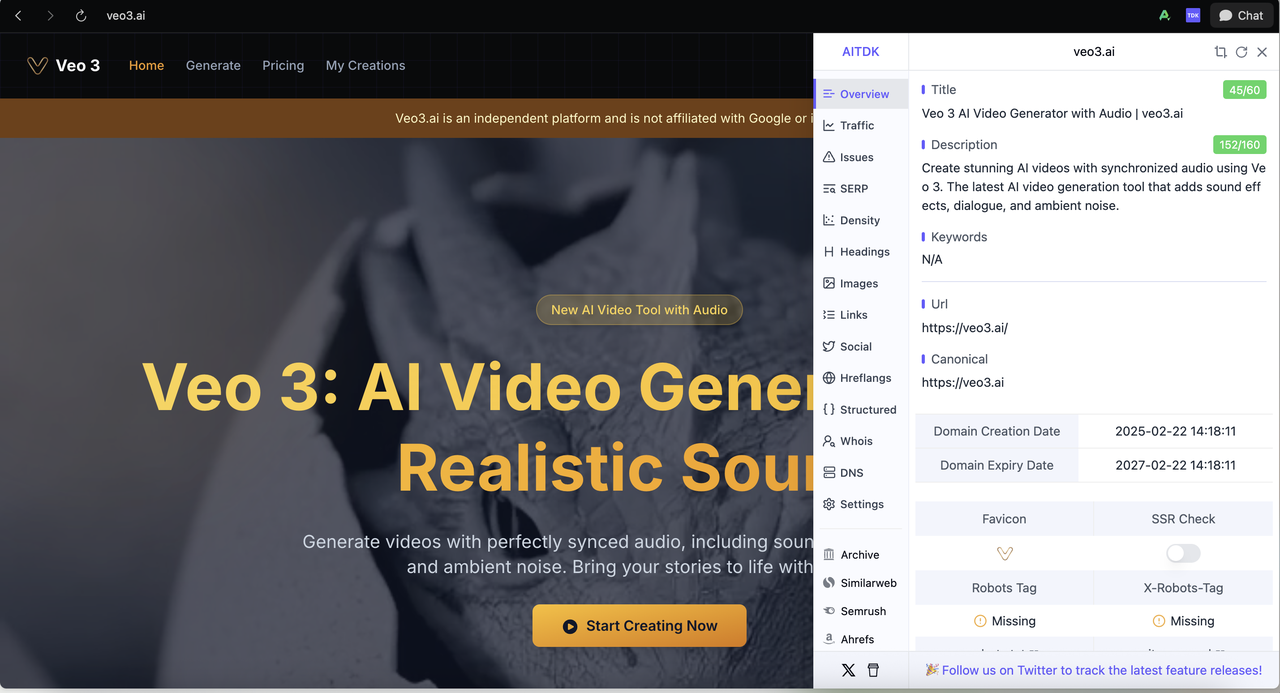 veo3.ai
TDK
Chat
Veo 3
Home
Generate
Pricing
My Creations
Veo3.ai is an independent platform and is not affiliated with Google or i
New AI Video Tool with Audio
Veo 3: AI Video Gener
Realistic Sour
Generate videos with perfectly synced audio, including soun
and ambient noise. Bring your stories to life with
Start Creating Now
AITDK
Overview
Traffic
Issues
SERP
Density
Headings
Images
Links
Social
Hreflangs
Structured
Whois
DNS
Settings
Archive
Similarweb
Semrush
Ahrefs
veo3.ai
Title
45/60
Veo 3 AI Video Generator with Audio | veo3.ai
Description
152/160
Create stunning AI videos with synchronized audio using Ve
o 3. The latest AI video generation tool that adds sound eff
ects, dialogue, and ambient noise.
Keywords
N/A
Url
https://veo3.ai/
Canonical
https://veo3.ai
Domain Creation Date
2025-02-22 14:18:11
Domain Expiry Date
2027-02-22 14:18:11
Favicon
SSR Check
Robots Tag
X-Robots-Tag
Missing
Missing
🎉 Follow us on Twitter to track the latest feature releases!